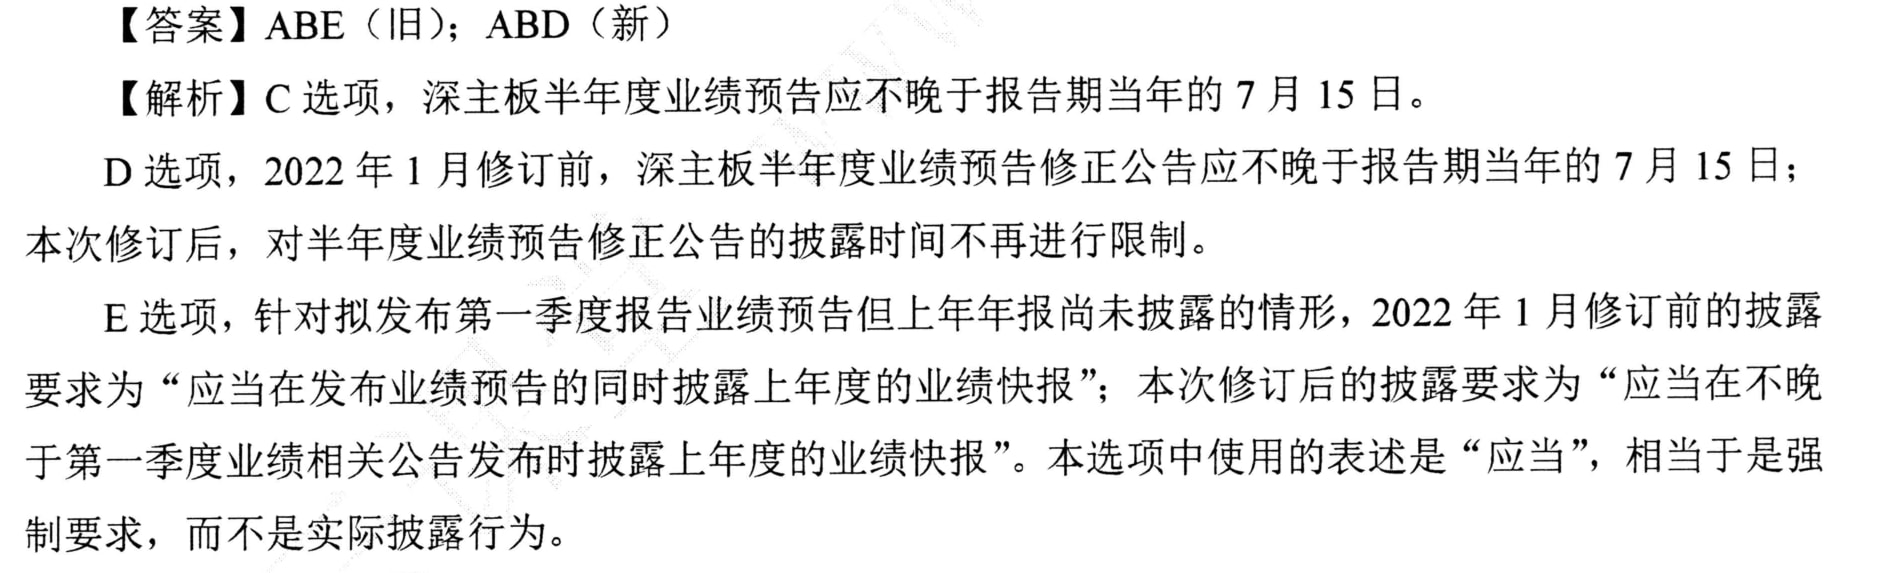 【答案】ABE（旧）；ABD（新）
【解析】C 选项，深主板半年度业绩预告应不晚于报告期当年的 7 月 15 日。
D 选项，2022 年 1 月修订前，深主板半年度业绩预告修正公告应不晚于报告期当年的 7 月 15 日；
本次修订后，对半年度业绩预告修正公告的披露时间不再进行限制。
E 选项，针对拟发布第一季度报告业绩预告但上年年报尚未披露的情形，2022 年 1 月修订前的披露
要求为“应当在发布业绩预告的同时披露上年度的业绩快报”；本次修订后的披露要求为“应当在不晚
于第一季度业绩相关公告发布时披露上年度的业绩快报”。本选项中使用的表述是“应当”，相当于是强
制要求，而不是实际披露行为。